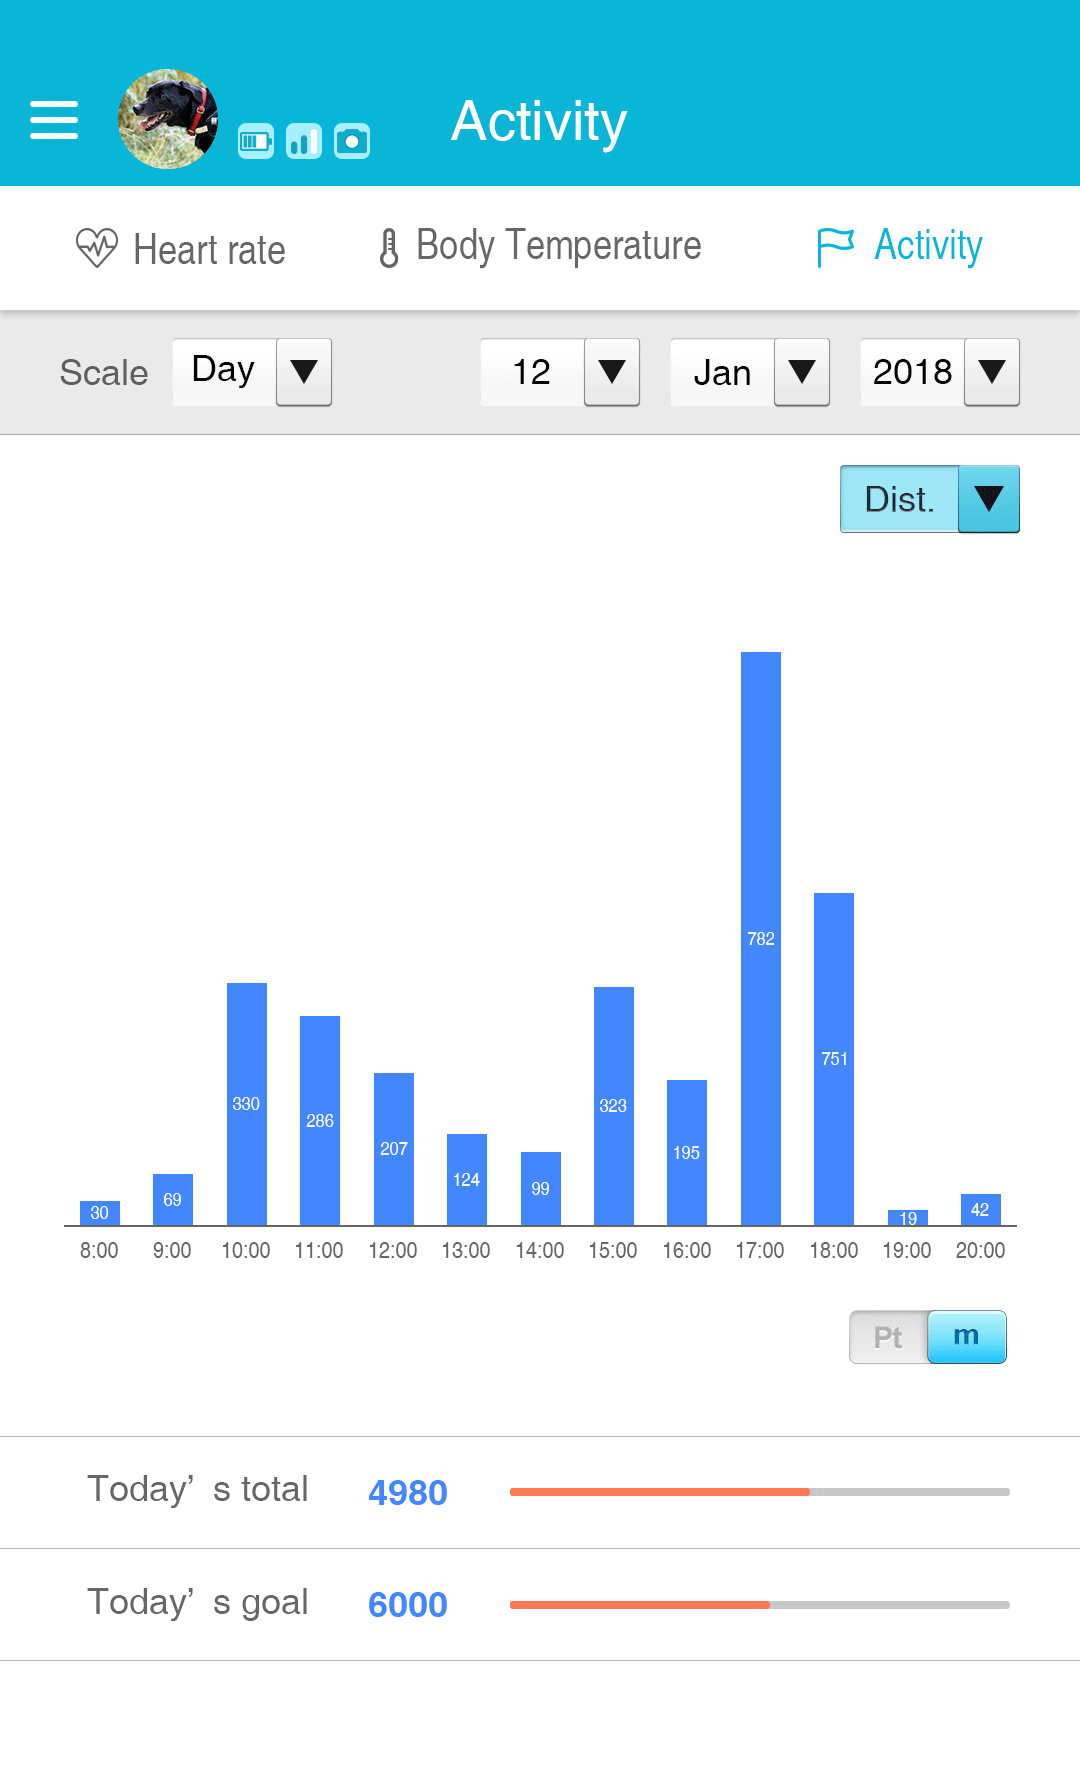 Activity
Heart rate Body Temperature Activity
Scale Day 12 Jan 2018
Dist.
782
751
330
323
286
207
195
124
99
69
42
30
19
8:00 9:00 10:00 11:00 12:00 13:00 14:00 15:00 16:00 17:00 18:00 19:00 20:00
Pt m
Today’ s total 4980
Today’ s goal 6000